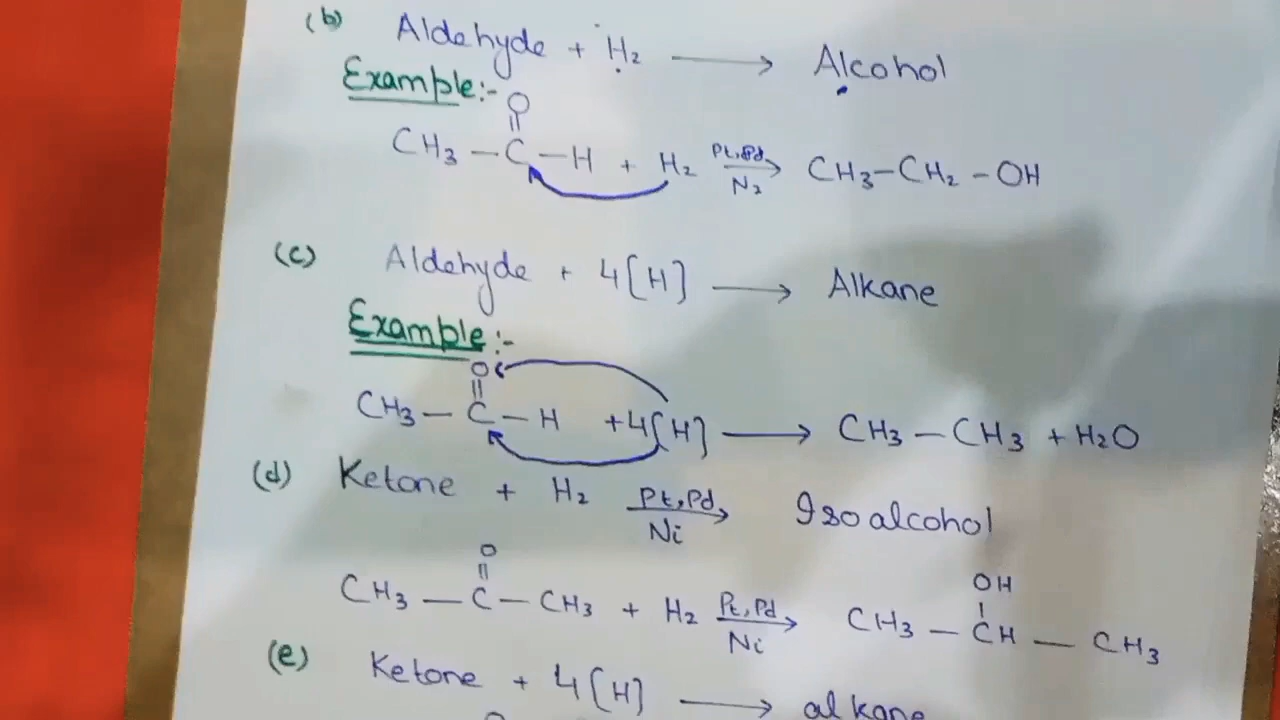 (b) Aldehyde + H₂ ⟶ Alcohol
Example:-
O
||
CH₃ — C — H + H₂ Pt, Pd ⟶ N₂ CH₃ – CH₂ – OH
(c) Aldehyde + 4[H] ⟶ Alkane
Example:-
O
||
CH₃ — C — H + 4[H] ⟶ CH₃ — CH₃ + H₂O
(d) Ketone + H₂ Pt, Pd ⟶ Ni Isoalcohol
O OH
|| |
CH₃ — C — CH₃ + H₂ Pt, Pd ⟶ Ni CH₃ — CH — CH₃
(e) Ketone + 4[H] ⟶ alkane
O